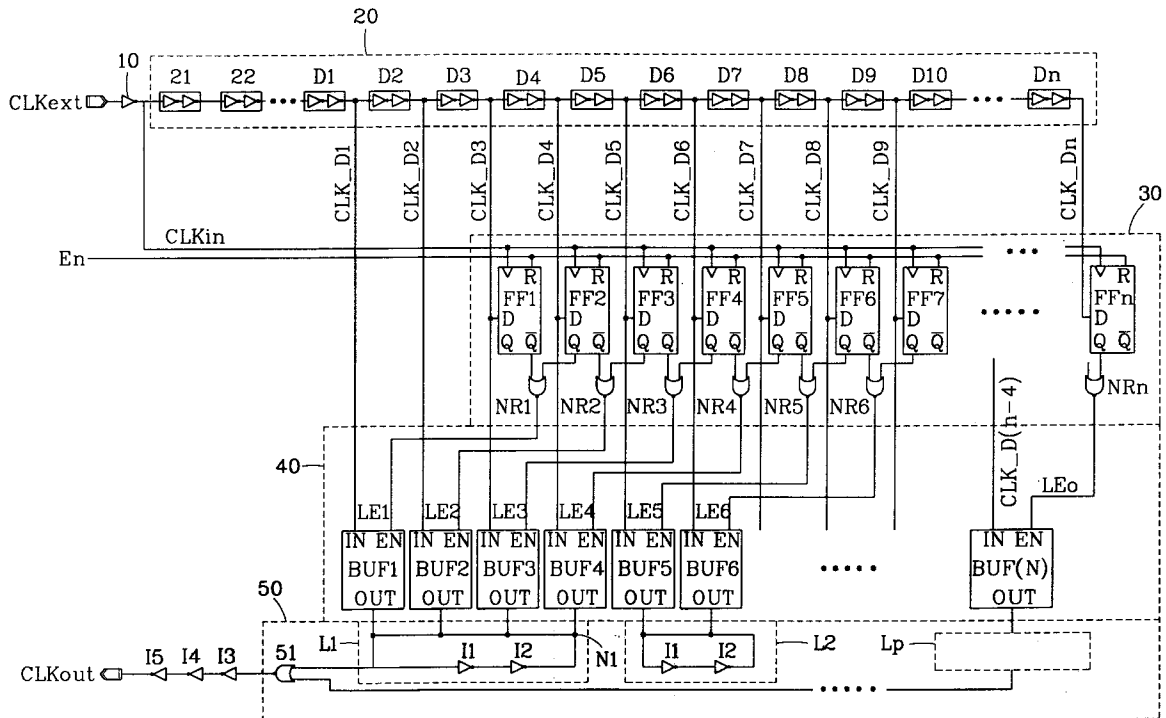 20
10
21 22 D1 D2 D3 D4 D5 D6 D7 D8 D9 D10 Dn
CLKext
CLK_D1 CLK_D2 CLK_D3 CLK_D4 CLK_D5 CLK_D6 CLK_D7 CLK_D8 CLK_D9 CLK_Dn
30
CLKin
En
R R R R R R R R
FF1 FF2 FF3 FF4 FF5 FF6 FF7 FFn
D D D D D D D D
Q Q̅ Q Q̅ Q Q̅ Q Q̅ Q Q̅ Q Q̅ Q Q̅ Q Q̅
NR1 NR2 NR3 NR4 NR5 NR6 NRn
CLK_D(n-4)
40
LEo
LE1 LE2 LE3 LE4 LE5 LE6
IN EN IN EN IN EN IN EN IN EN IN EN IN EN
BUF1 BUF2 BUF3 BUF4 BUF5 BUF6 BUF(N)
OUT OUT OUT OUT OUT OUT OUT
50
L1 N1 L2 Lp
I1 I2 I1 I2
I5 I4 I3 51
CLKout